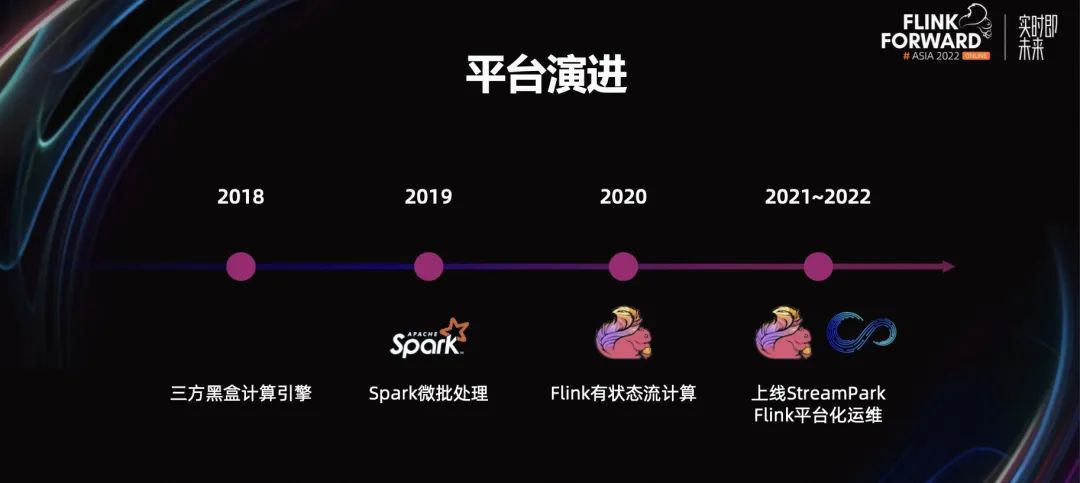 FLINK
FORWARD
# ASIA 2022 ONLINE
实时即
未来
平台演进
2018
2019
2020
2021~2022
APACHE
Spark
三方黑盒计算引擎
Spark微批处理
Flink有状态流计算
上线StreamPark
Flink平台化运维